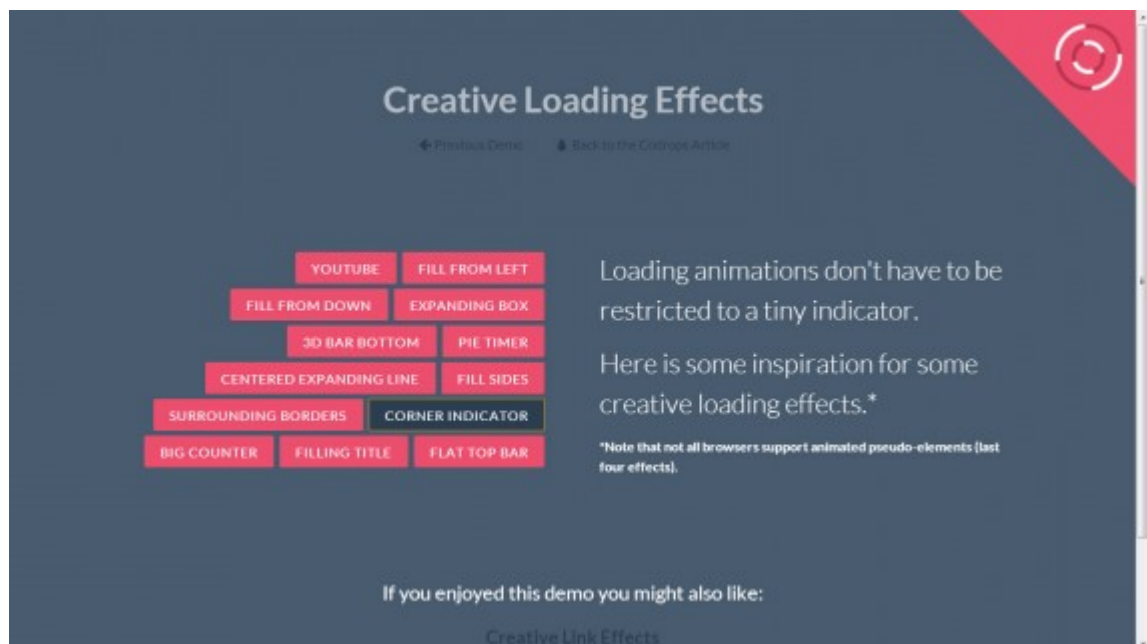 Creative Loading Effects
Previous Demo Back to the Codrops Article
YOUTUBE FILL FROM LEFT
FILL FROM DOWN EXPANDING BOX
3D BAR BOTTOM PIE TIMER
CENTERED EXPANDING LINE FILL SIDES
SURROUNDING BORDERS CORNER INDICATOR
BIG COUNTER FILLING TITLE FLAT TOP BAR
Loading animations don't have to be
restricted to a tiny indicator.
Here is some inspiration for some
creative loading effects.*
*Note that not all browsers support animated pseudo-elements (last
four effects).
If you enjoyed this demo you might also like:
Creative Link Effects